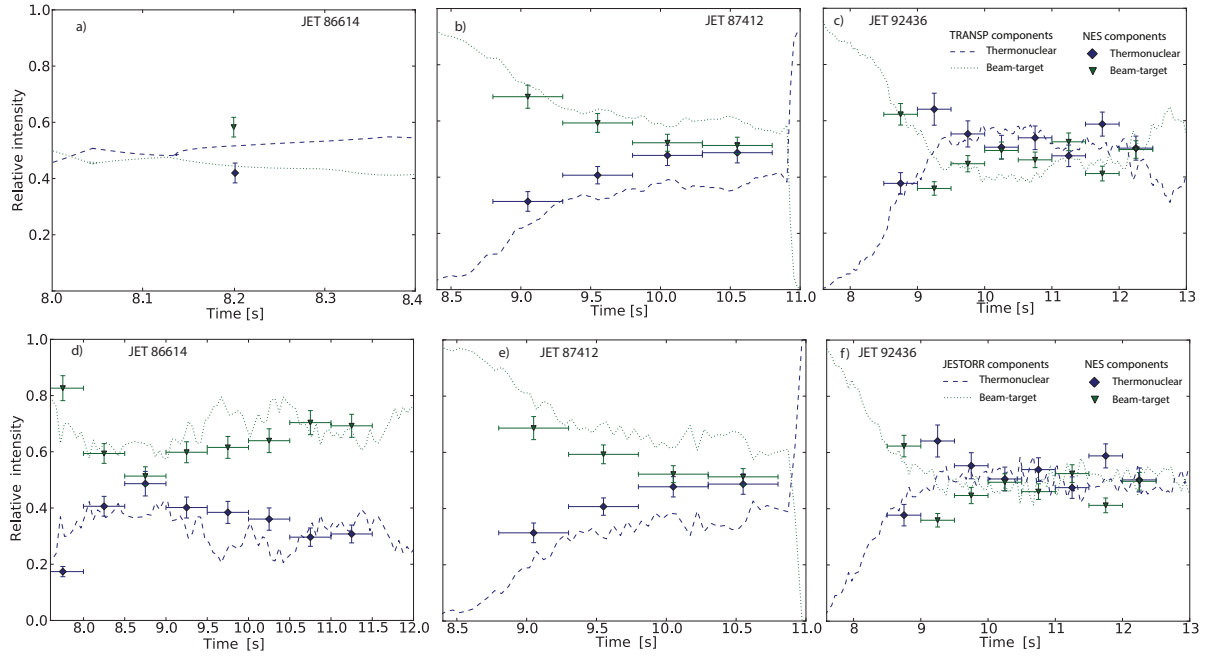 a) JET 86614
1.0
0.8
0.6
0.4
0.2
Relative intensity
8.0 8.1 8.2 8.3 8.4
Time [s]
b) JET 87412
8.5 9.0 9.5 10.0 10.5 11.0
Time [s]
c) JET 92436
TRANSP components NES components
Thermonuclear Thermonuclear
Beam-target Beam-target
8 9 10 11 12 13
Time [s]
d) JET 86614
1.0
0.8
0.6
0.4
0.2
0.0
Relative intensity
8.0 8.5 9.0 9.5 10.0 10.5 11.0 11.5 12.0
Time [s]
e) JET 87412
8.5 9.0 9.5 10.0 10.5 11.0
Time [s]
f) JET 92436
JESTORR components NES components
Thermonuclear Thermonuclear
Beam-target Beam-target
8 9 10 11 12 13
Time [s]